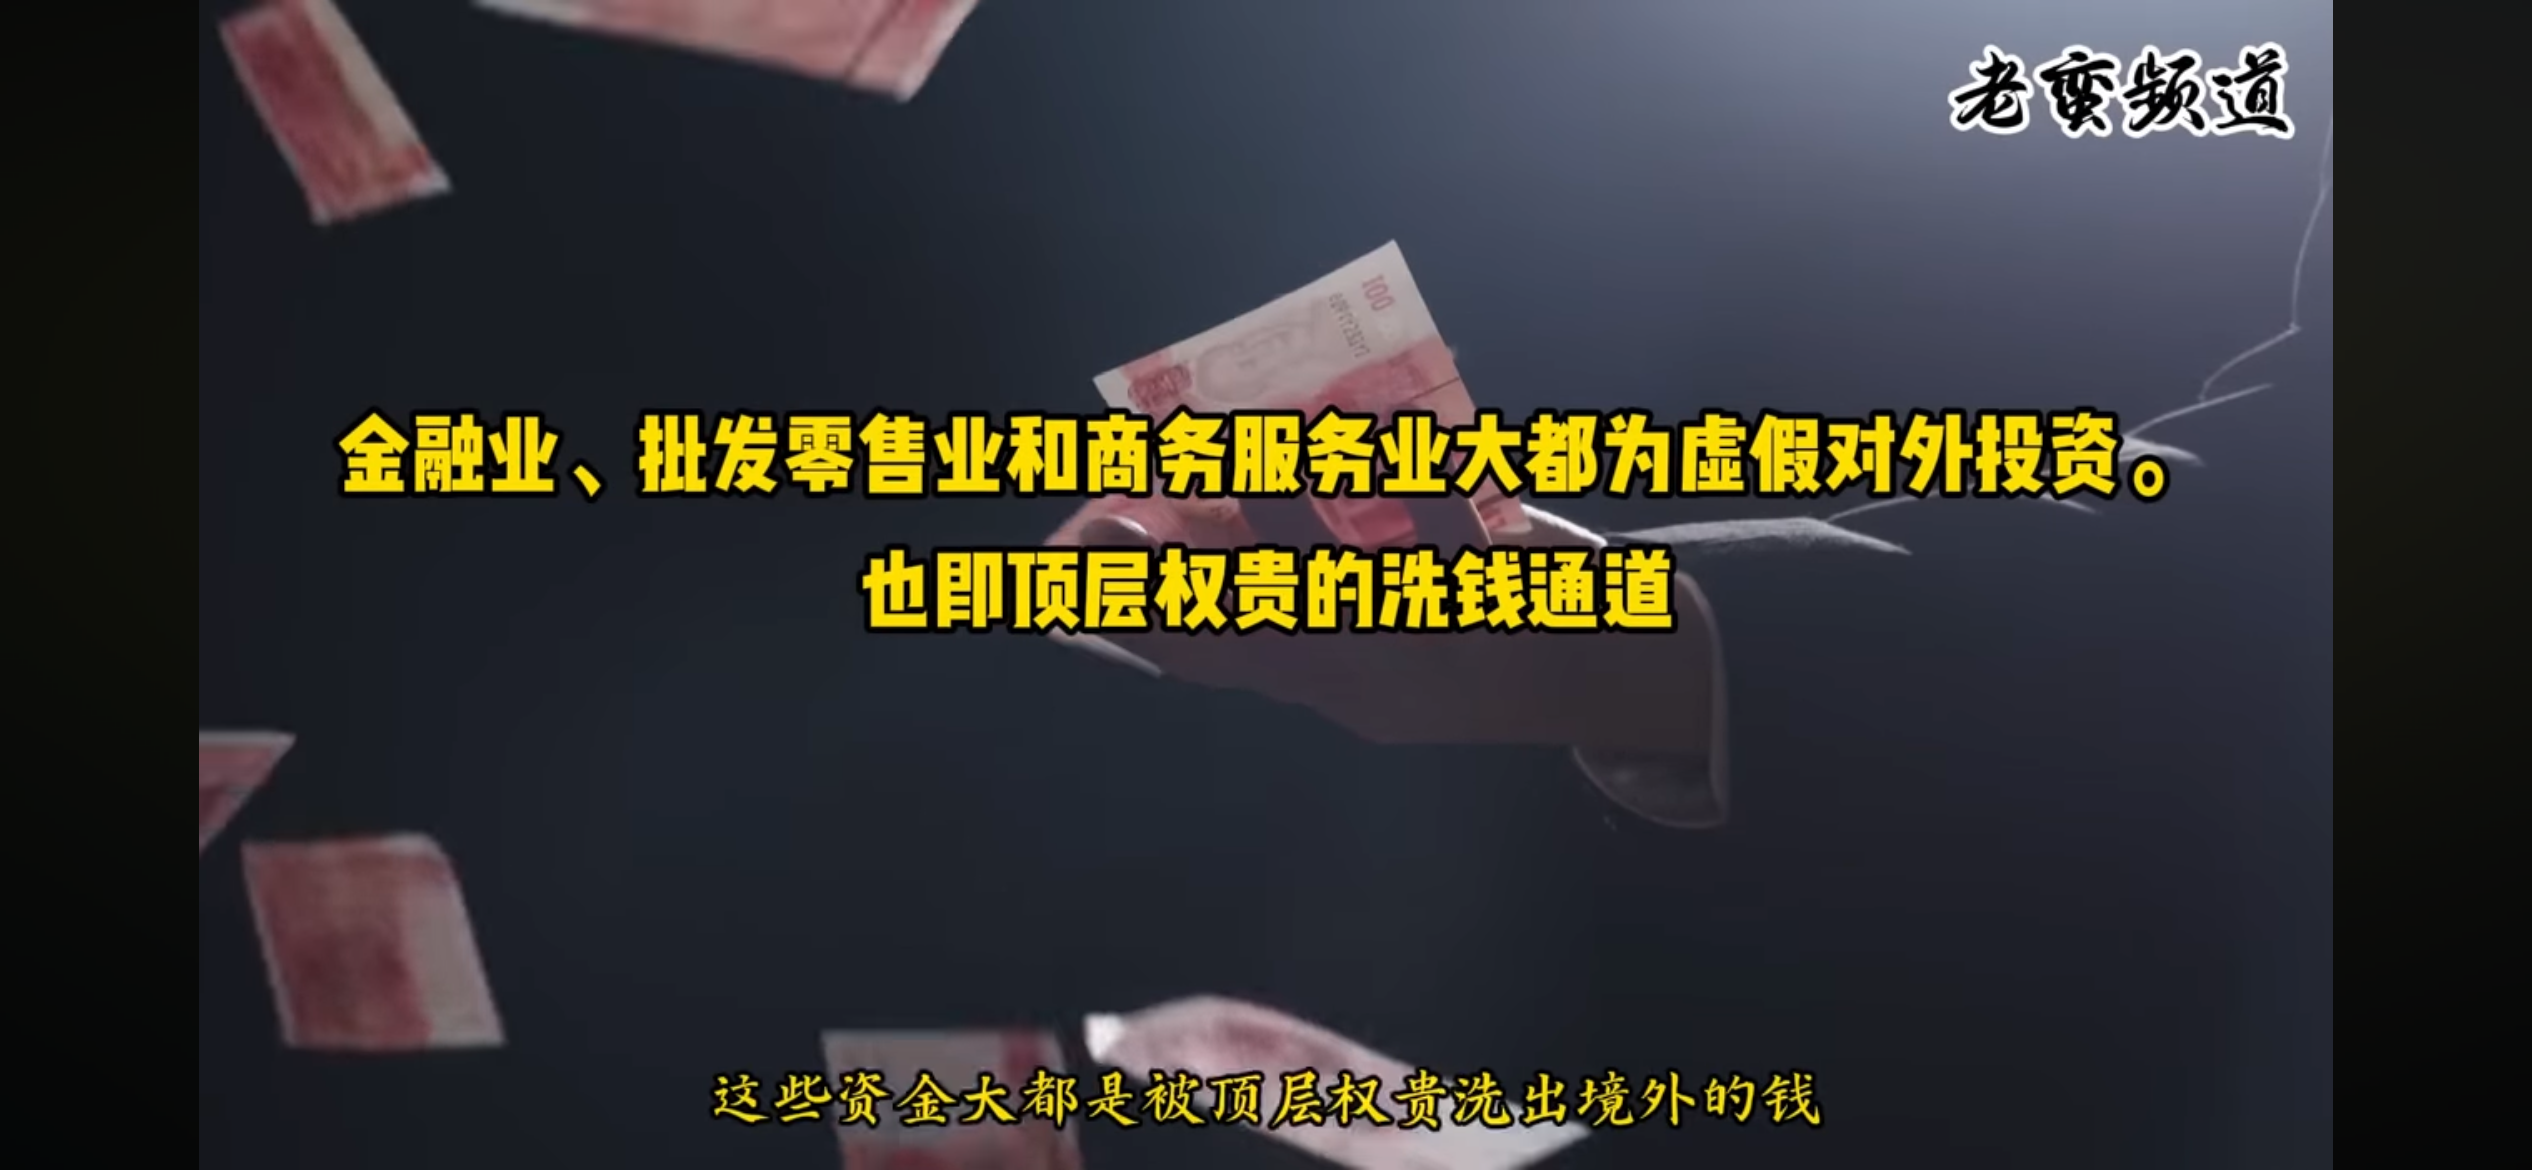 老蛮频道
100
金融业、批发零售业和商务服务业大都为虚假对外投资。
也即顶层权贵的洗钱通道
这些资金大都是被顶层权贵洗出境外的钱